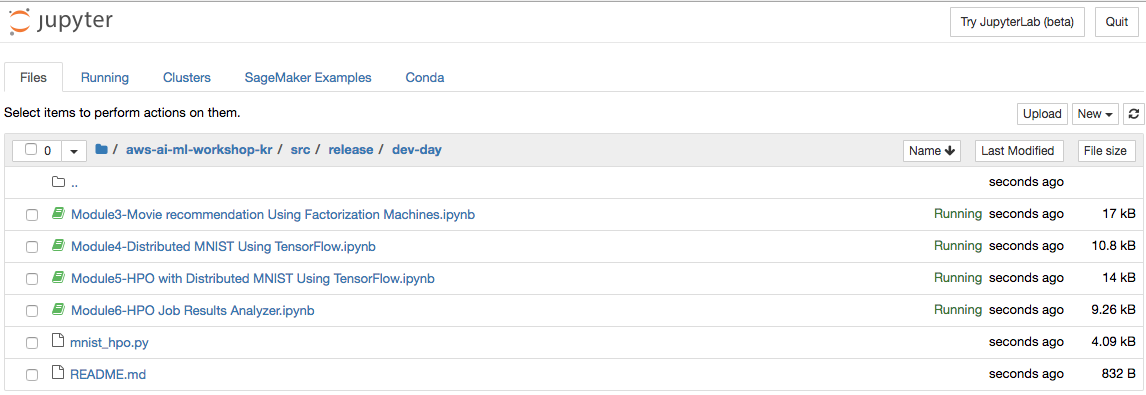 jupyter Try JupyterLab (beta) Quit
Files Running Clusters SageMaker Examples Conda
Select items to perform actions on them. Upload New
0 / aws-ai-ml-workshop-kr / src / release / dev-day Name Last Modified File size
.. seconds ago
Module3-Movie recommendation Using Factorization Machines.ipynb Running seconds ago 17 kB
Module4-Distributed MNIST Using TensorFlow.ipynb Running seconds ago 10.8 kB
Module5-HPO with Distributed MNIST Using TensorFlow.ipynb Running seconds ago 14 kB
Module6-HPO Job Results Analyzer.ipynb Running seconds ago 9.26 kB
mnist_hpo.py seconds ago 4.09 kB
README.md seconds ago 832 B